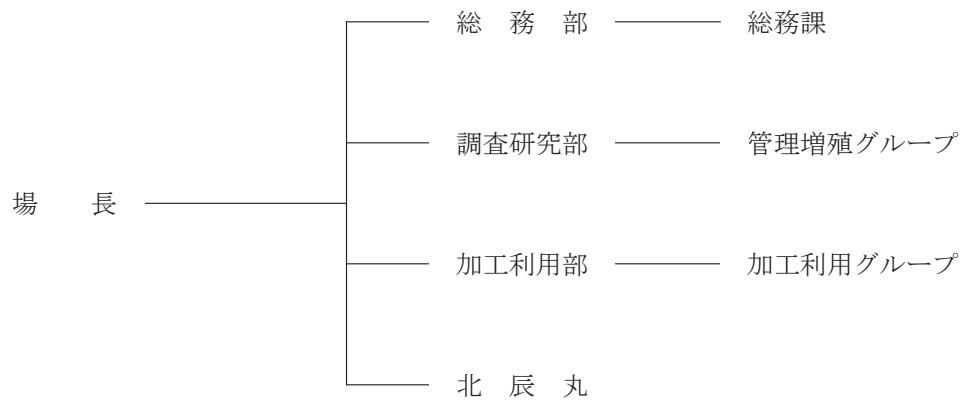 総務部 総務課
調査研究部 管理増殖グループ
場長
加工利用部 加工利用グループ
北辰丸